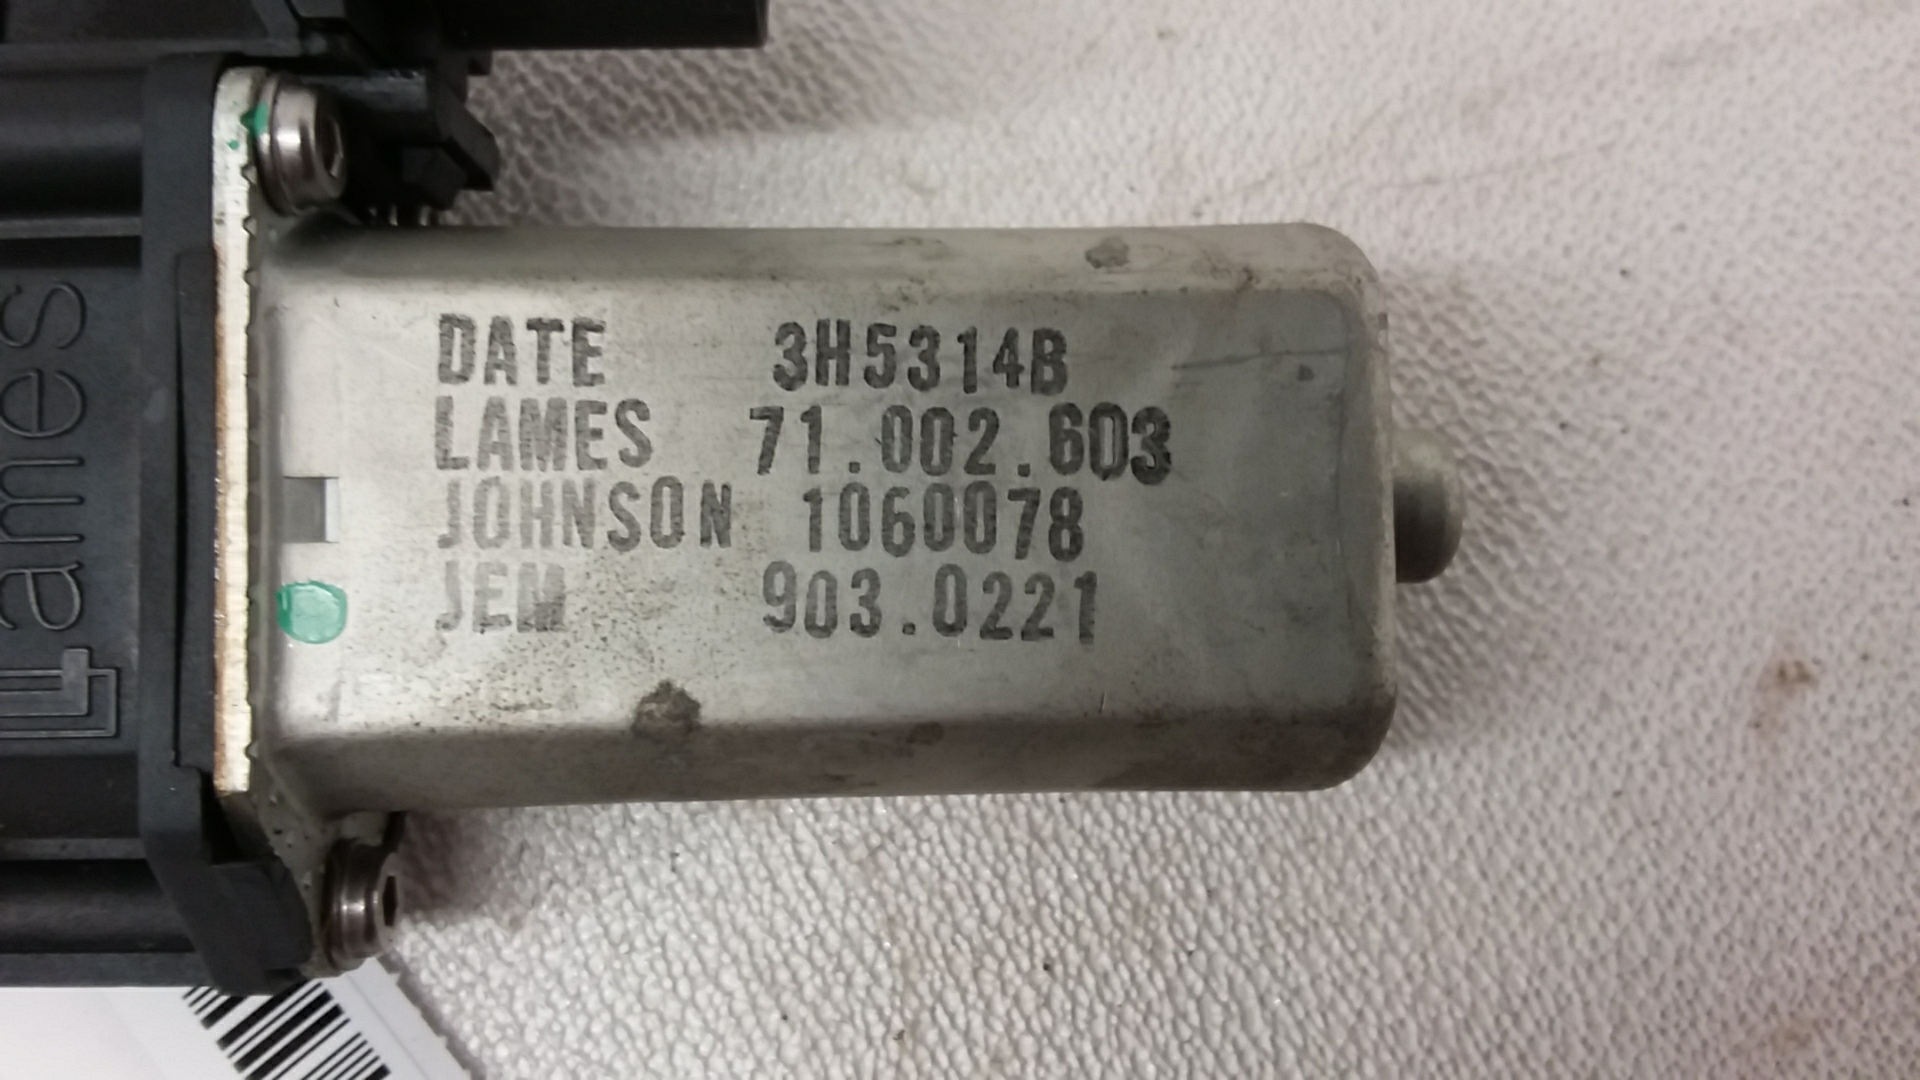 DATE 3H5314B
LAMES 71.002.603
JOHNSON 1060078
JEM 903.0221
Lames